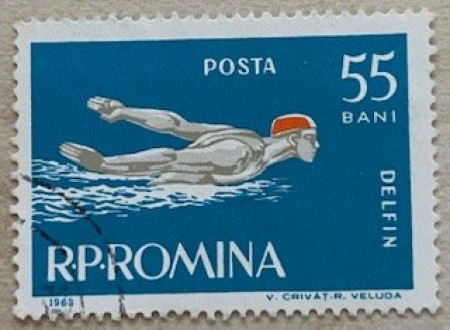 POSTA
55
BANI
DELFIN
R·P·ROMINA
1963
V. CRIVĂȚ-R. VELUDA